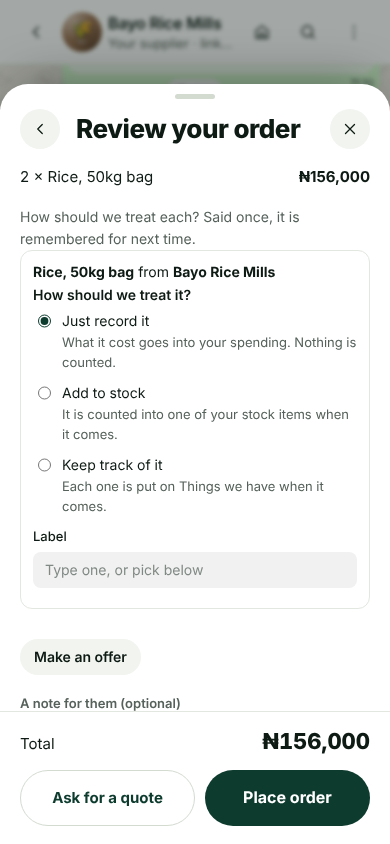 Bayo Rice Mills
Your supplier · link...
Review your order
2 × Rice, 50kg bag
₦156,000
How should we treat each? Said once, it is
remembered for next time.
Rice, 50kg bag from Bayo Rice Mills
How should we treat it?
Just record it
What it cost goes into your spending. Nothing is
counted.
Add to stock
It is counted into one of your stock items when
it comes.
Keep track of it
Each one is put on Things we have when it
comes.
Label
Type one, or pick below
Make an offer
A note for them (optional)
Total
₦156,000
Ask for a quote
Place order